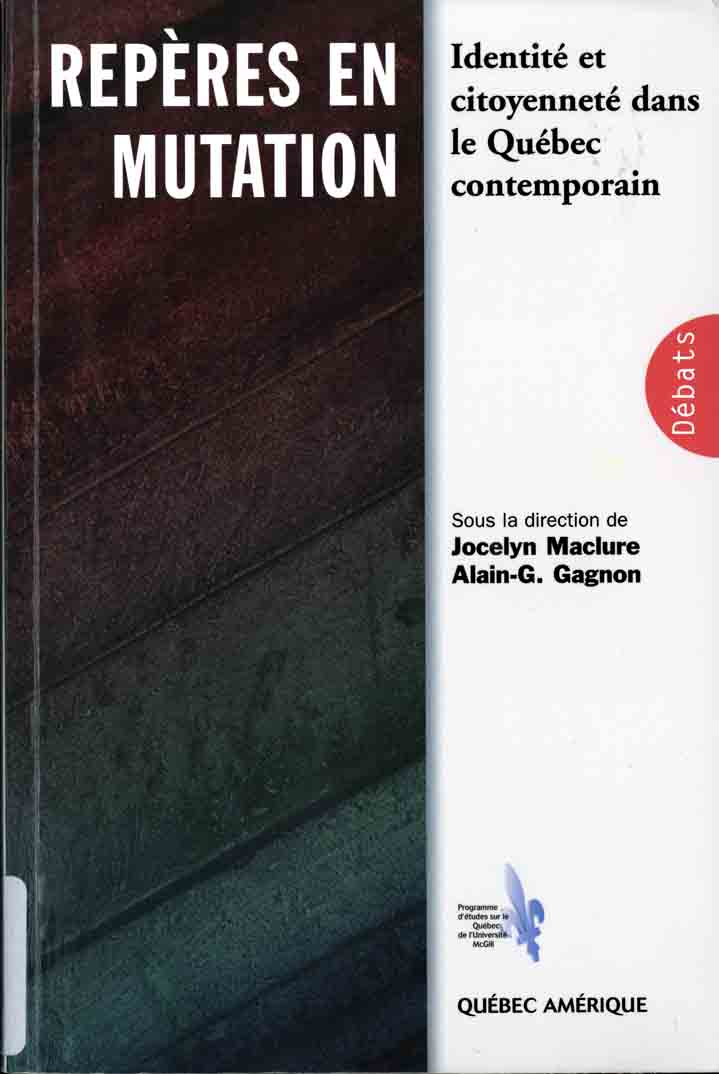 REPÈRES EN
MUTATION
Identité et
citoyenneté dans
le Québec
contemporain
Débats
Sous la direction de
Jocelyn Maclure
Alain-G. Gagnon
Programme
d'études sur le
Québec
de l'Université
McGill
QUÉBEC AMÉRIQUE